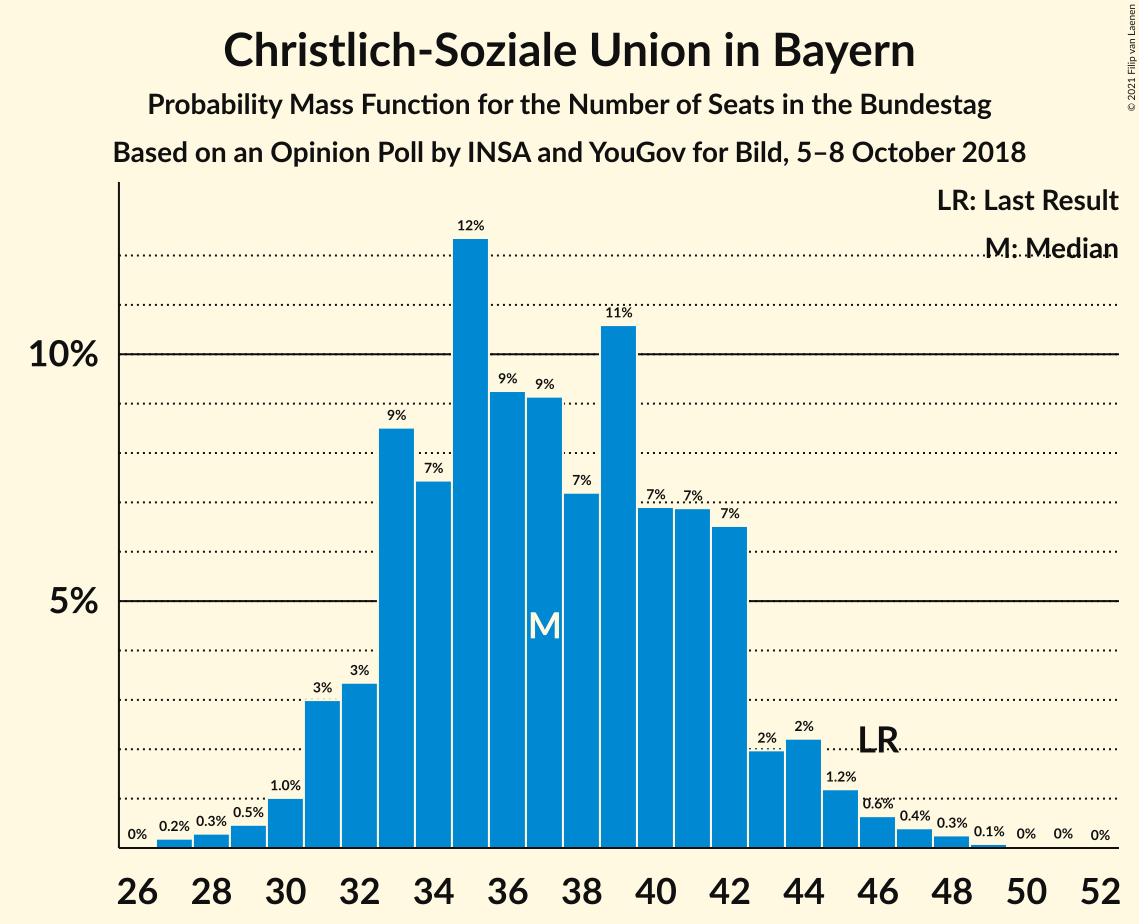 Christlich-Soziale Union in Bayern
Probability Mass Function for the Number of Seats in the Bundestag
Based on an Opinion Poll by INSA and YouGov for Bild, 5–8 October 2018
© 2021 Filip van Laenen
LR: Last Result
M: Median
10%
5%
0% 0.2% 0.3% 0.5% 1.0% 3% 3% 9% 7% 12% 9% 9% 7% 11% 7% 7% 7% 2% 2% 1.2% 0.6% 0.4% 0.3% 0.1% 0% 0% 0%
M
LR
26 28 30 32 34 36 38 40 42 44 46 48 50 52